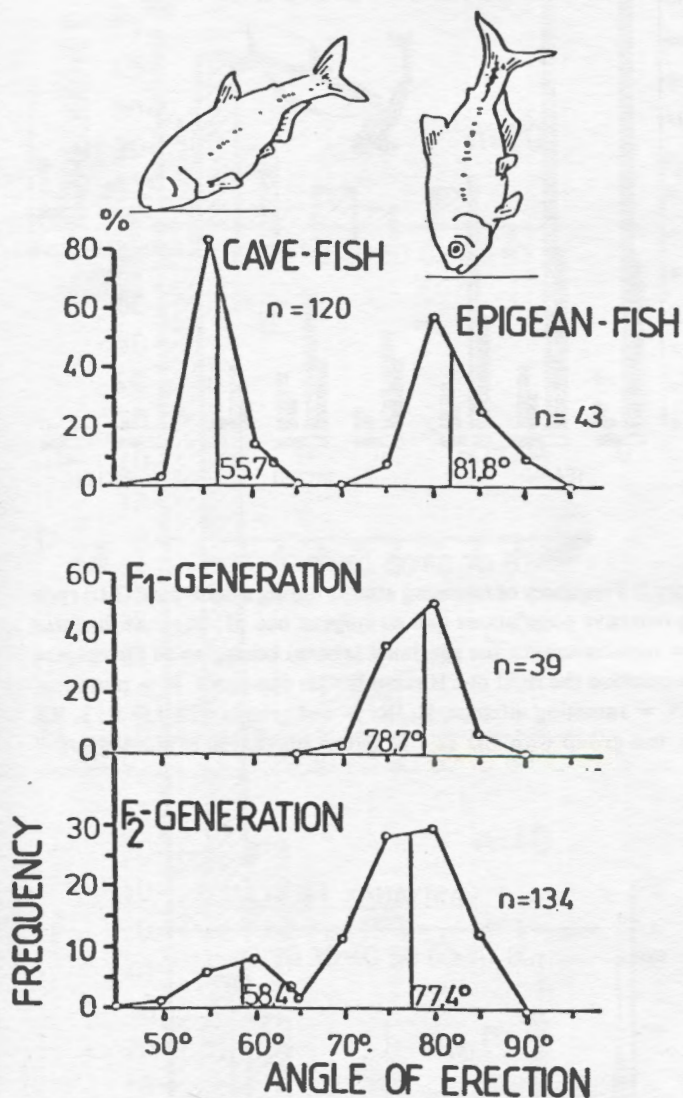 %
80
60
40
20
0
CAVE-FISH
n=120
EPIGEAN-FISH
n=43
55,7
81,8°
60
40
20
0
F1-GENERATION
n=39
78,7°
30
20
10
0
F2-GENERATION
n=134
58,4°
77,4°
FREQUENCY
50° 60° 70°. 80° 90°
ANGLE OF ERECTION